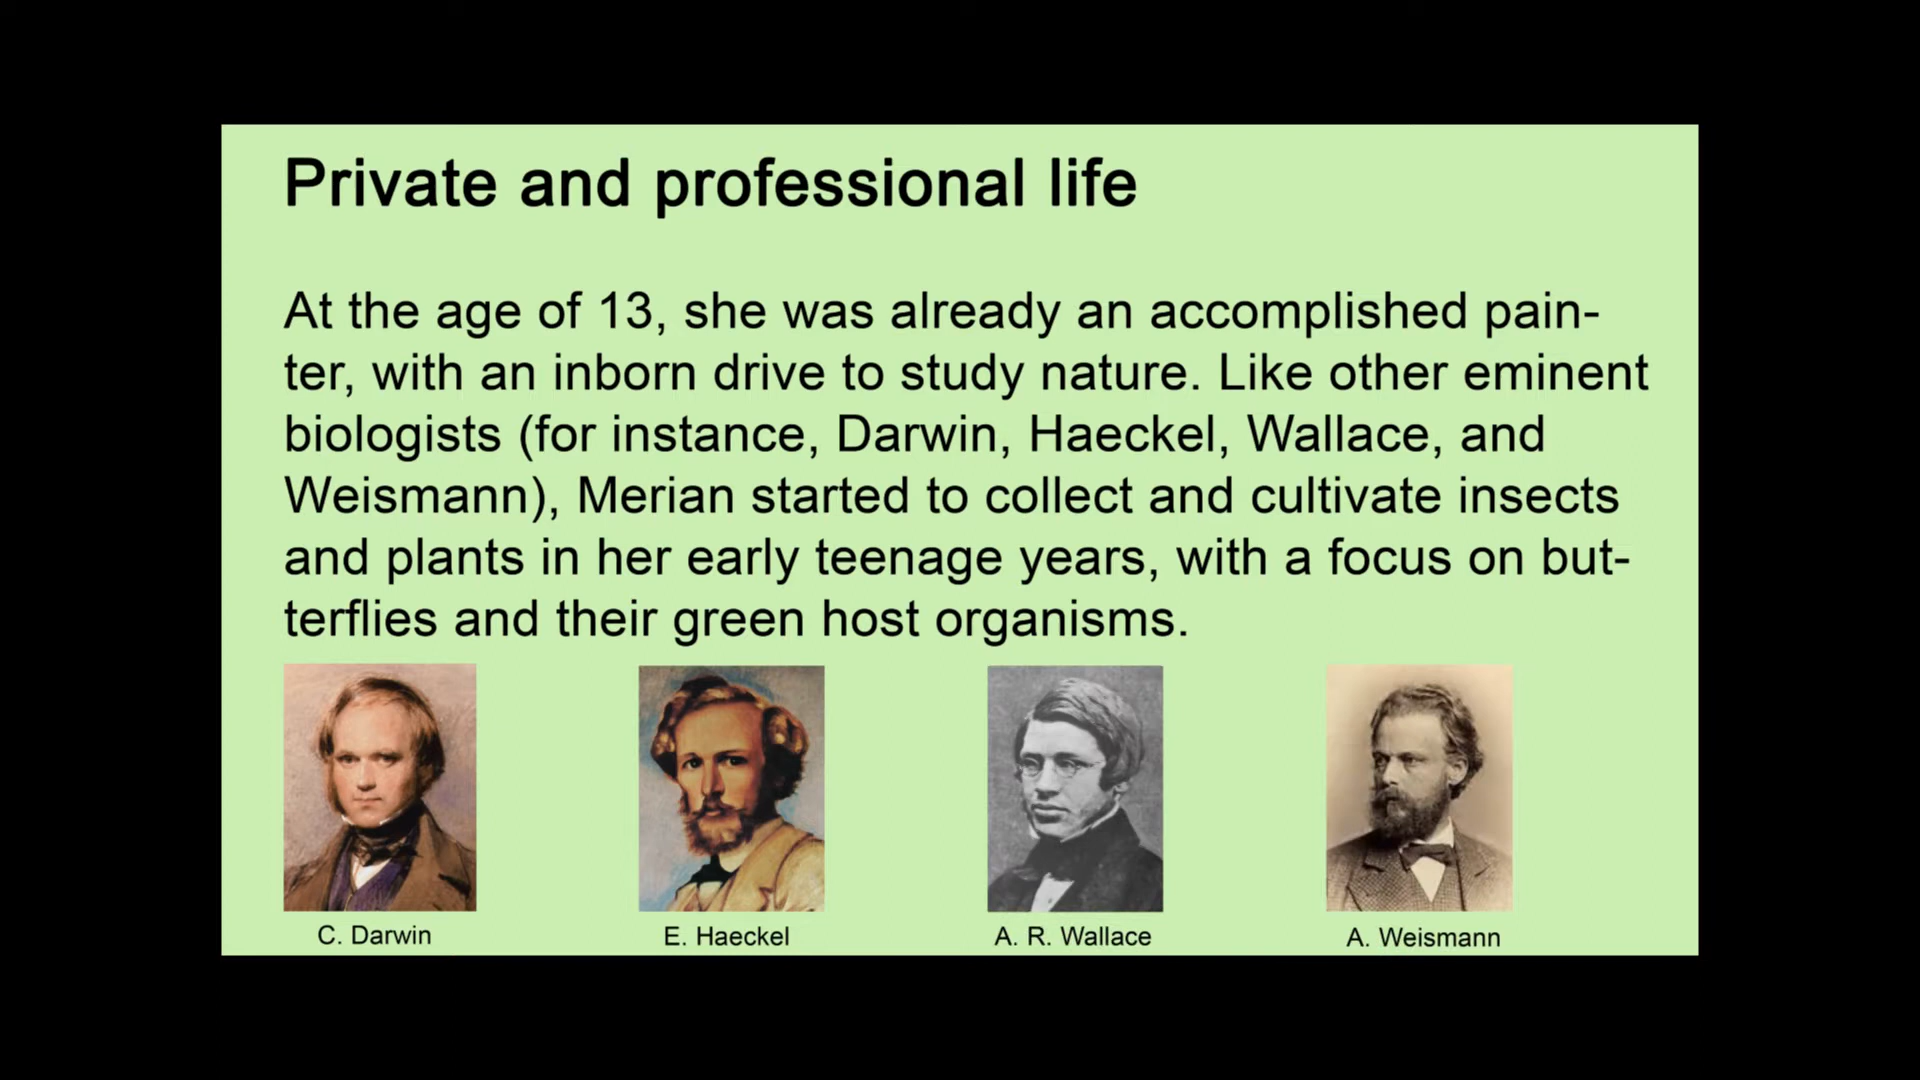 Private and professional life
At the age of 13, she was already an accomplished pain-
ter, with an inborn drive to study nature. Like other eminent
biologists (for instance, Darwin, Haeckel, Wallace, and
Weismann), Merian started to collect and cultivate insects
and plants in her early teenage years, with a focus on but-
terflies and their green host organisms.
C. Darwin
E. Haeckel
A. R. Wallace
A. Weismann